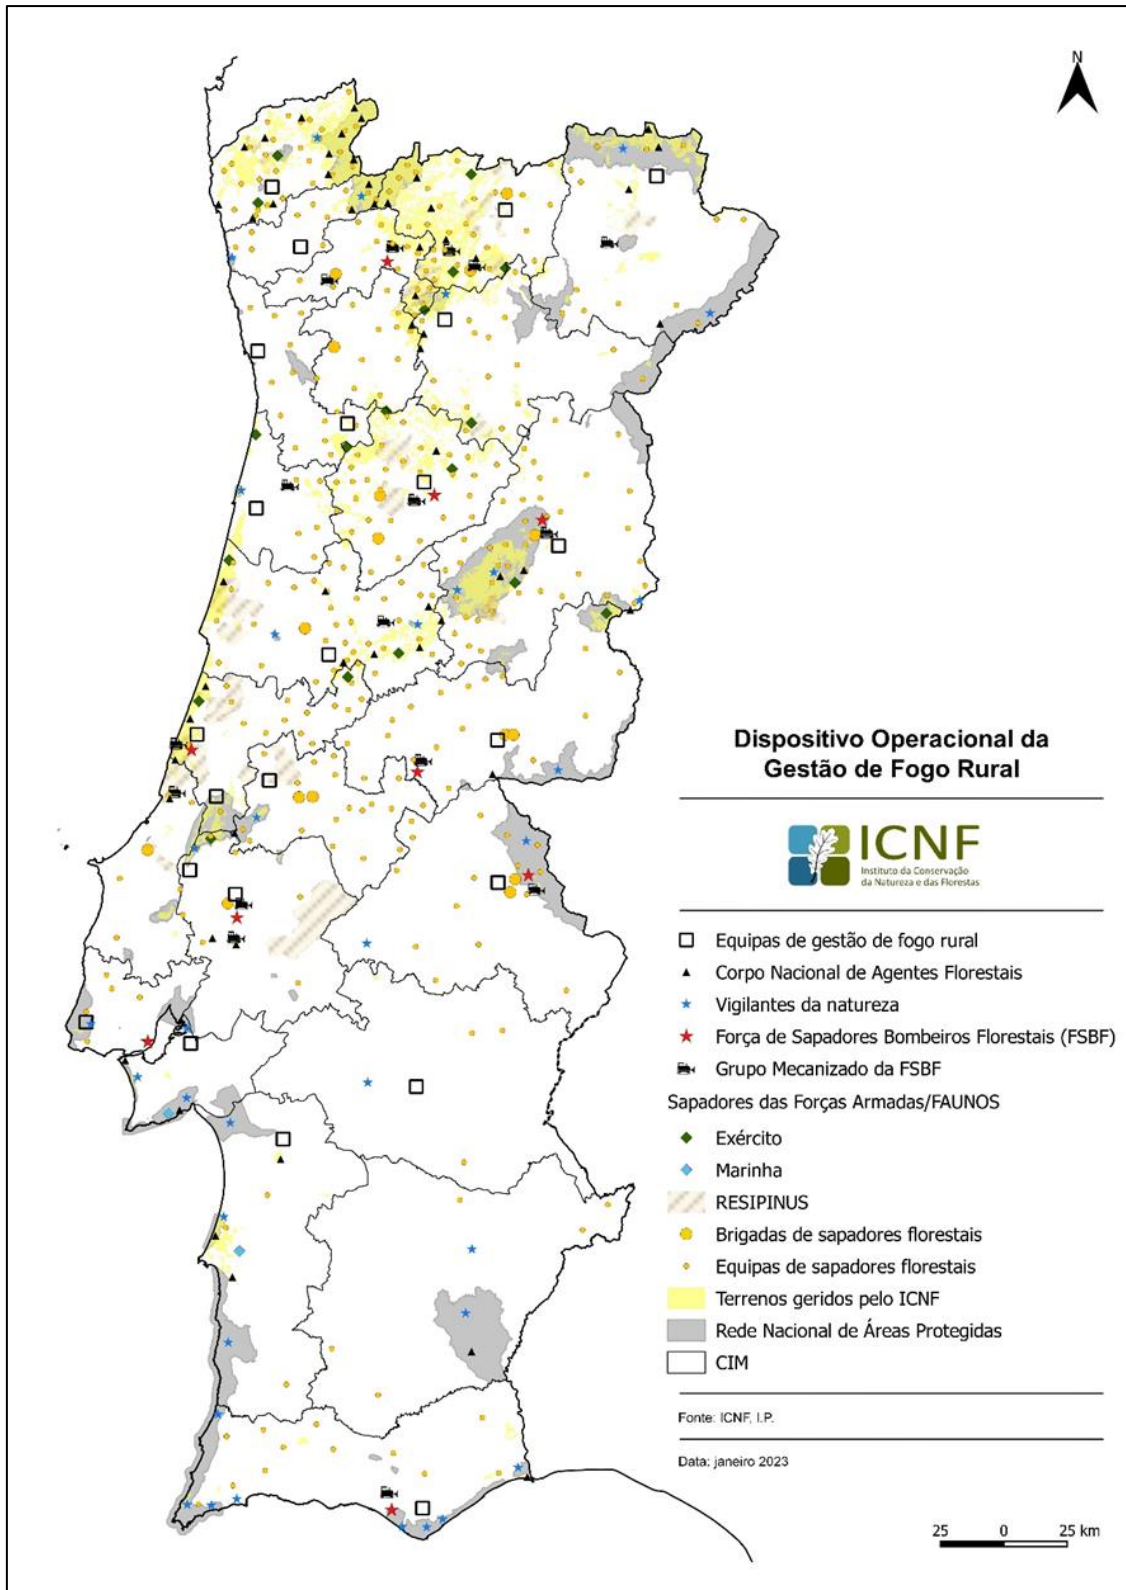 N
Dispositivo Operacional da
Gestão de Fogo Rural
ICNF
Instituto da Conservação
da Natureza e das Florestas
Equipas de gestão de fogo rural
Corpo Nacional de Agentes Florestais
Vigilantes da natureza
Força de Sapadores Bombeiros Florestais (FSBF)
Grupo Mecanizado da FSBF
Sapadores das Forças Armadas/FAUNOS
Exército
Marinha
RESIPINUS
Brigadas de sapadores florestais
Equipas de sapadores florestais
Terrenos geridos pelo ICNF
Rede Nacional de Áreas Protegidas
CIM
Fonte: ICNF, I.P.
Data: janeiro 2023
25 0 25 km